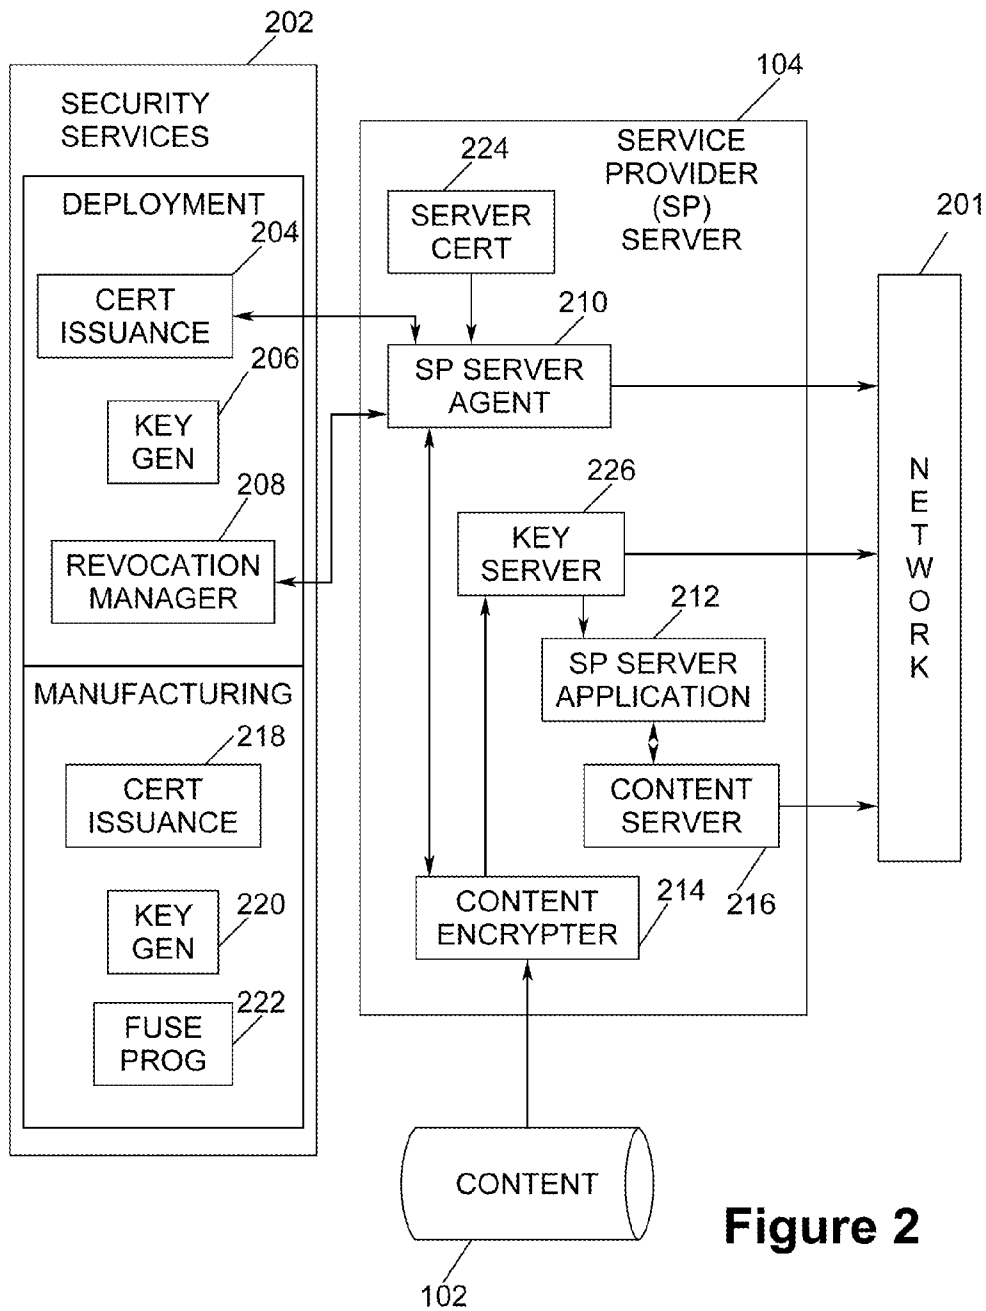 202
SECURITY
SERVICES
DEPLOYMENT
204
CERT
ISSUANCE
206
KEY
GEN
208
REVOCATION
MANAGER
MANUFACTURING
218
CERT
ISSUANCE
220
KEY
GEN
222
FUSE
PROG
104
SERVICE
PROVIDER
(SP)
SERVER
224
SERVER
CERT
210
SP SERVER
AGENT
226
KEY
SERVER
212
SP SERVER
APPLICATION
CONTENT
SERVER
216
214
CONTENT
ENCRYPTER
201
NETWORK
CONTENT
102
Figure 2